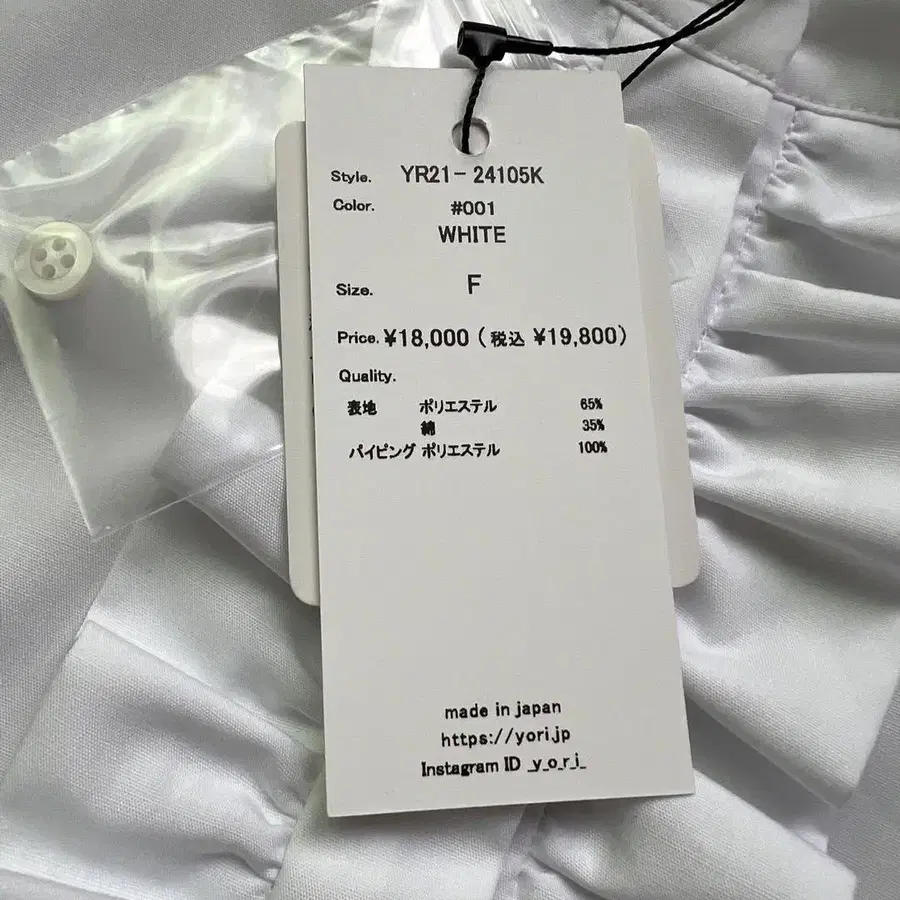 Style. YR21-24105K
Color. #001
WHITE
Size. F
Price. ¥18,000 (税込 ¥19,800)
Quality.
表地 ポリエステル 65%
綿 35%
パイピング ポリエステル 100%
made in japan
https://yori.jp
Instagram ID _y_o_r_i_